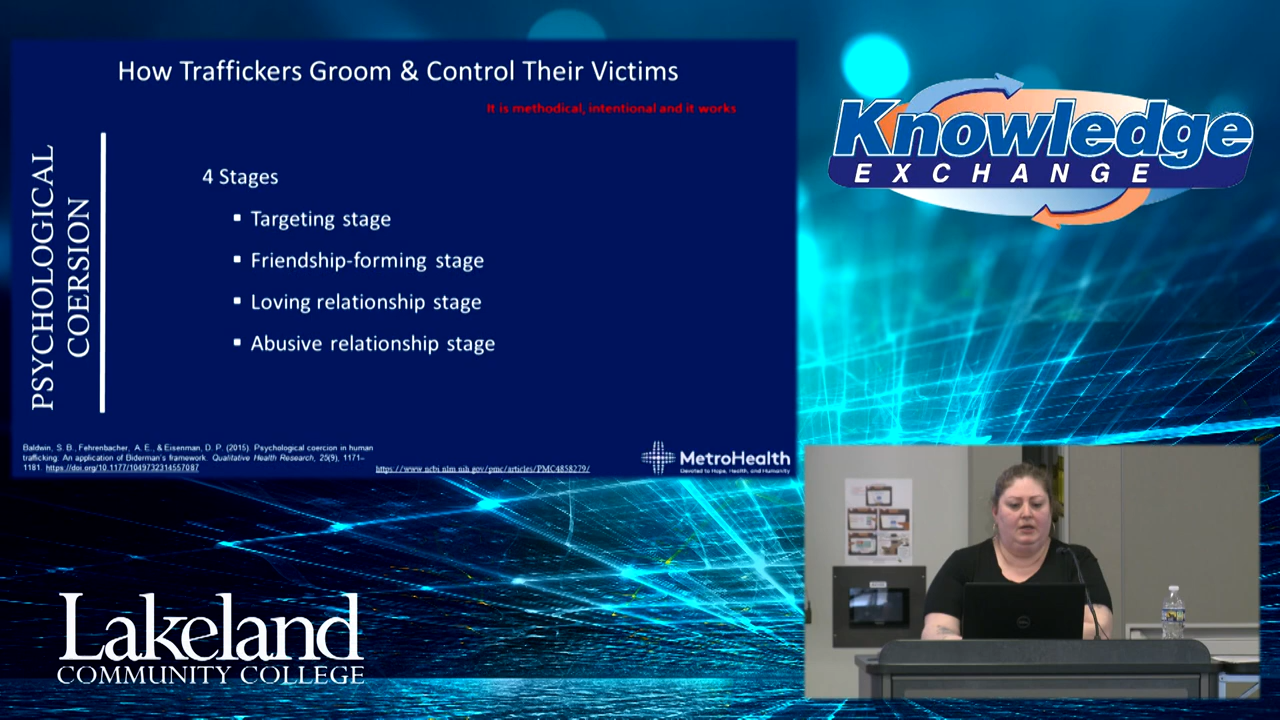 How Traffickers Groom & Control Their Victims
It is methodical, intentional and it works
PSYCHOLOGICAL
COERSION
4 Stages
Targeting stage
Friendship-forming stage
Loving relationship stage
Abusive relationship stage
Baldwin, S. B., Fehrenbacher, A. E., & Eisenman, D. P. (2015). Psychological coercion in human
trafficking: An application of Biderman's framework. Qualitative Health Research, 25(9), 1171–
1181. https://doi.org/10.1177/1049732314557087
https://www.ncbi.nlm.nih.gov/pmc/articles/PMC4858279/
MetroHealth
Devoted to Hope, Health, and Humanity
Knowledge
EXCHANGE
Lakeland
COMMUNITY COLLEGE
DELL